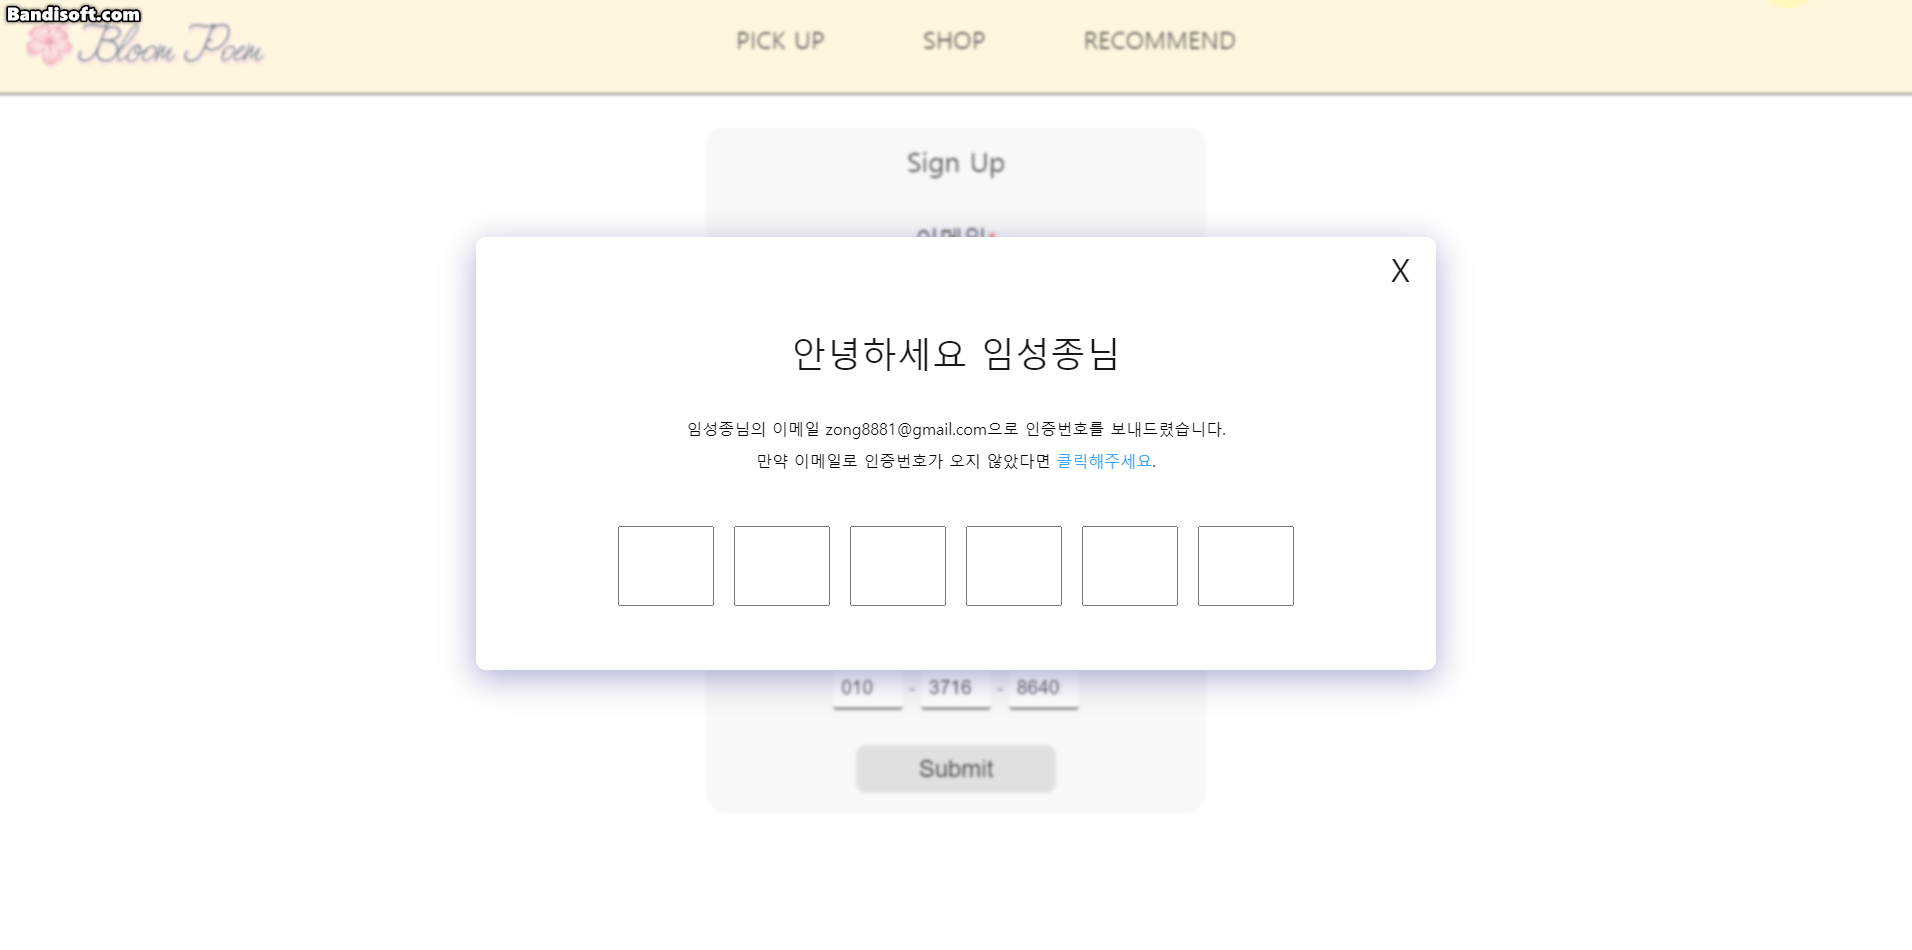 Bandisoft.com
Bloom Poem
PICK UP
SHOP
RECOMMEND
Sign Up
이메일*
X
안녕하세요 임성종님
임성종님의 이메일 zong8881@gmail.com으로 인증번호를 보내드렸습니다.
만약 이메일로 인증번호가 오지 않았다면 클릭해주세요.
010 - 3716 - 8640
Submit